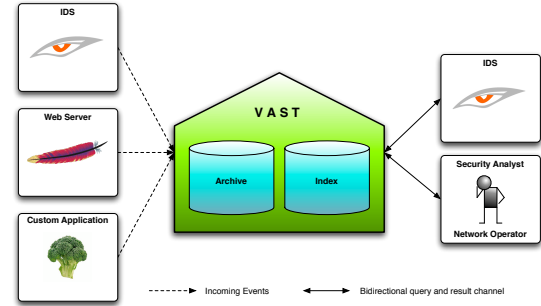 IDS
Web Server
Custom Application
VAST
Archive
Index
IDS
Security Analyst
Network Operator
Incoming Events
Bidirectional query and result channel